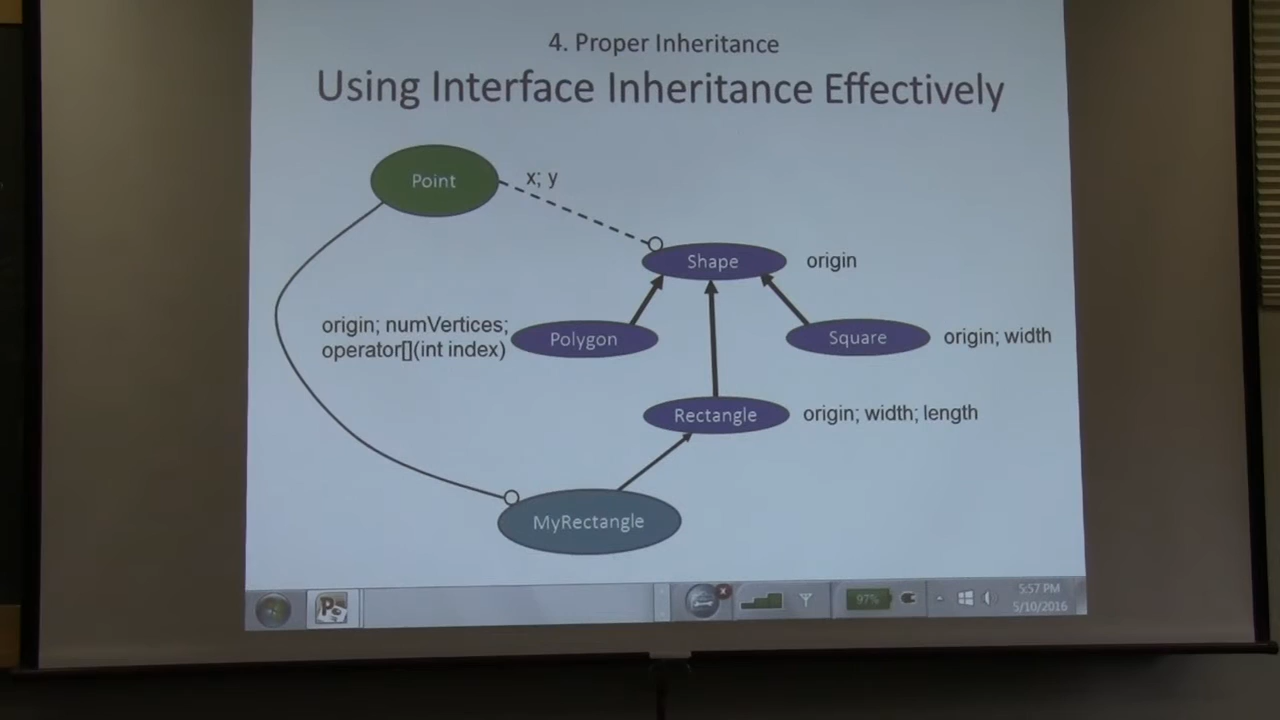 4. Proper Inheritance
Using Interface Inheritance Effectively
Point
x; y
Shape
origin
origin; numVertices;
operator[](int index)
Polygon
Square
origin; width
Rectangle
origin; width; length
MyRectangle
97%
5:57 PM
5/10/2016